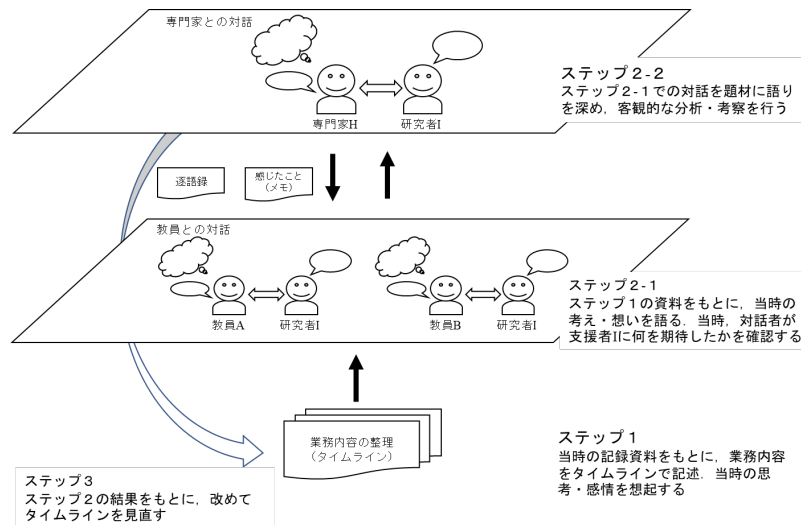 専門家との対話
専門家H
研究者I
ステップ2-2
ステップ2-1での対話を題材に語り
を深め，客観的な分析・考察を行う
逐語録
感じたこと
（メモ）
教員との対話
教員A
研究者I
教員B
研究者I
ステップ2-1
ステップ1の資料をもとに，当時の
考え・想いを語る．当時，対話者が
支援者Iに何を期待したかを確認する
業務内容の整理
（タイムライン）
ステップ1
当時の記録資料をもとに，業務内容
をタイムラインで記述．当時の思
考・感情を想起する
ステップ3
ステップ2の結果をもとに，改めて
タイムラインを見直す